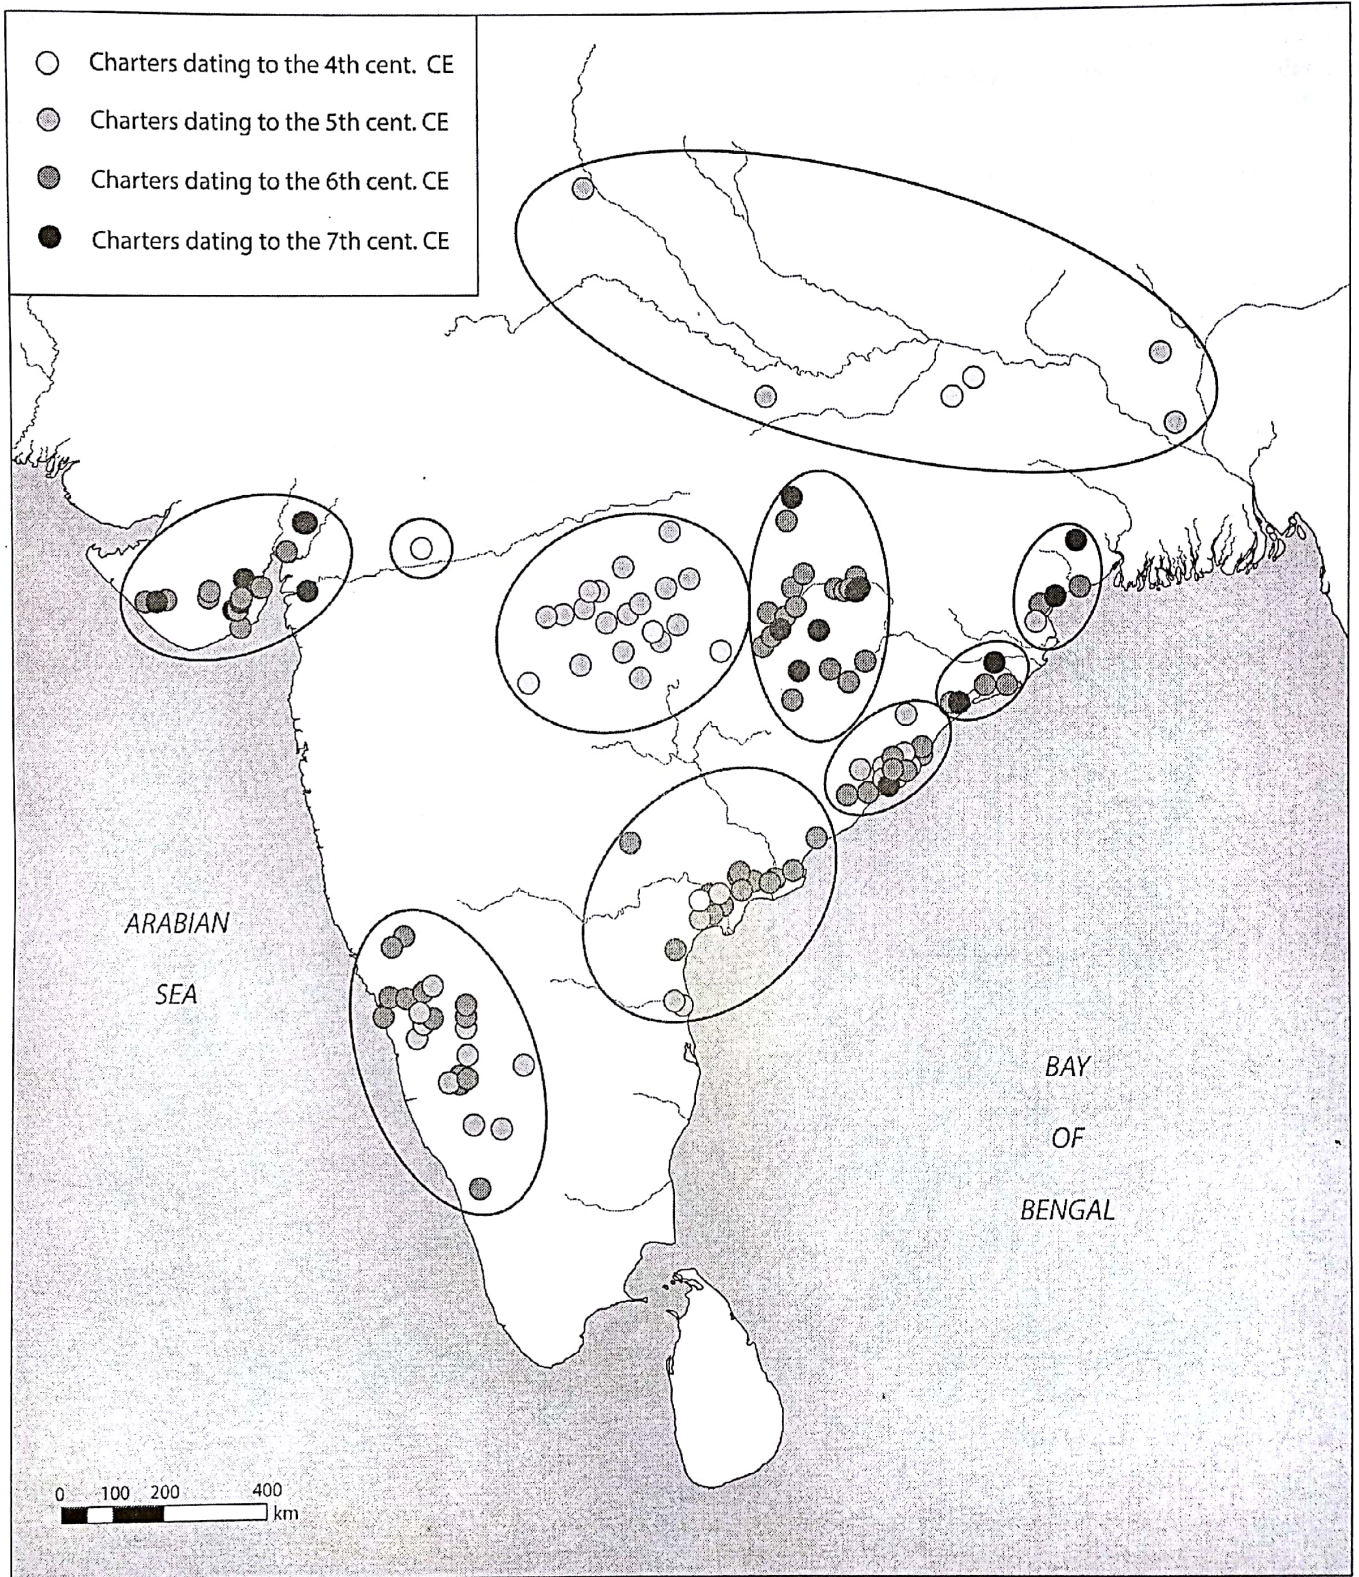 Charters dating to the 4th cent. CE
Charters dating to the 5th cent. CE
Charters dating to the 6th cent. CE
Charters dating to the 7th cent. CE
ARABIAN
SEA
BAY
OF
BENGAL
0 100 200 400
km